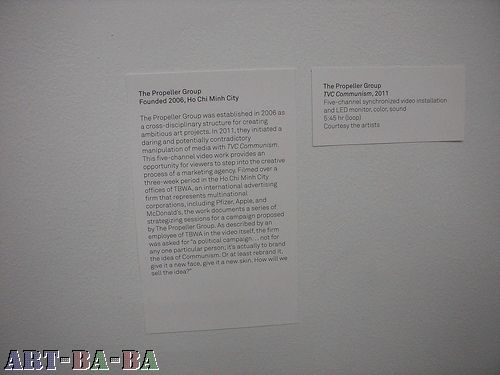 The Propeller Group
Founded 2006, Ho Chi Minh City
The Propeller Group was established in 2006 as
a cross-disciplinary structure for creating
ambitious art projects. In 2011, they initiated a
daring and potentially contradictory
manipulation of media with TVC Communism.
This five-channel video work provides an
opportunity for viewers to step into the creative
process of a marketing agency. Filmed over a
three-week period in the Ho Chi Minh City
offices of TBWA, an international advertising
firm that represents multinational
corporations, including Pfizer, Apple, and
McDonald's, the work documents a series of
strategizing sessions for a campaign proposed
by The Propeller Group. As described by an
employee of TBWA in the video itself, the firm
was asked for "a political campaign . . . not for
any one particular person; it's actually to brand
the idea of Communism. Or at least rebrand it,
give it a new face, give it a new skin. How will we
sell the idea?"
The Propeller Group
TVC Communism, 2011
Five-channel synchronized video installation
and LED monitor, color, sound
5:45 hr (loop)
Courtesy the artists
ART-BA-BA